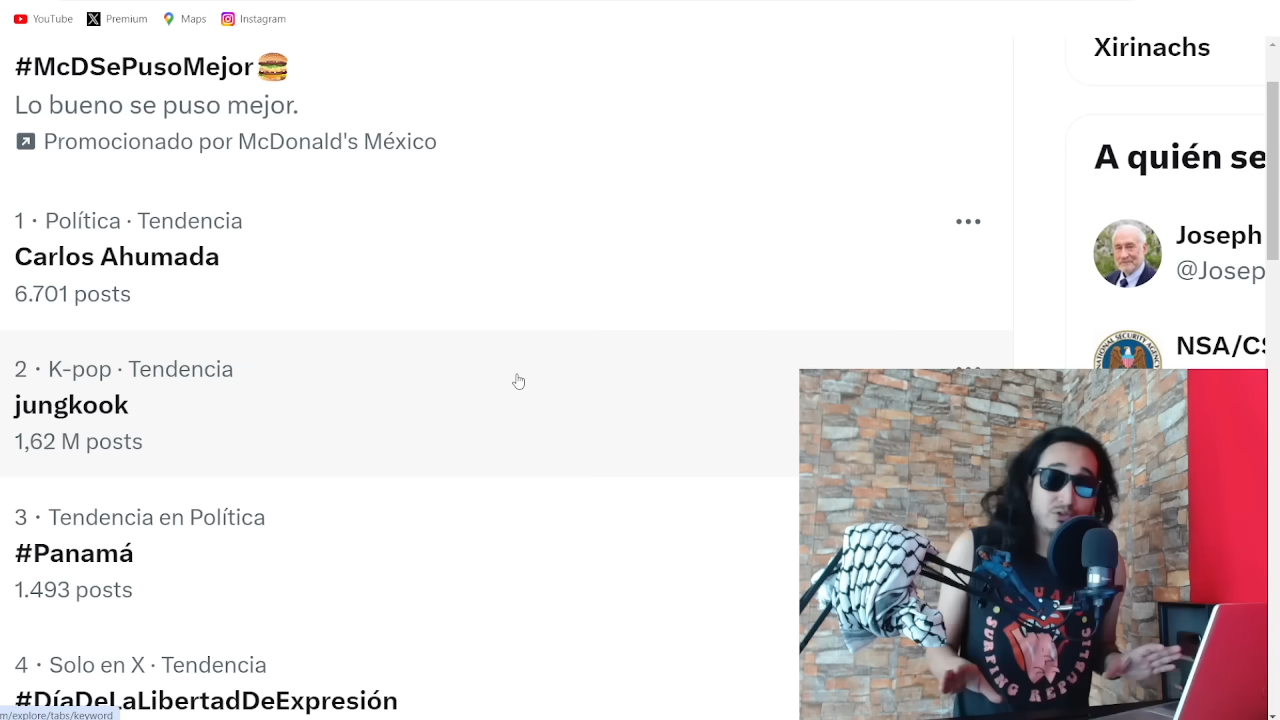 YouTube Premium Maps Instagram
#McDSePusoMejor🍔
Lo bueno se puso mejor.
Promocionado por McDonald's México
1 · Política · Tendencia
Carlos Ahumada
6.701 posts
2 · K-pop · Tendencia
jungkook
1,62 M posts
3 · Tendencia en Política
#Panamá
1.493 posts
4 · Solo en X · Tendencia
#DíaDeLaLibertadDeExpresión
m/explore/tabs/keyword
Xirinachs
A quién se
Joseph
@Josep
NSA/CS
SURFING REPUBLIC